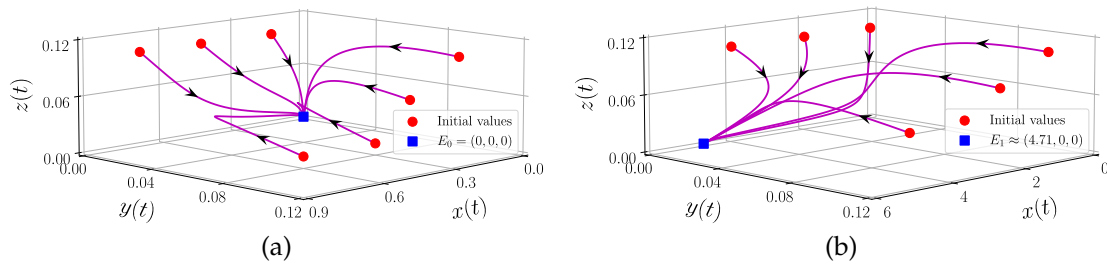 0.12
z(t)
0.06
0.00
0.00
0.04
y(t)
0.08
0.12
0.9
0.6
x(t)
0.3
0.0
Initial values
E₀ = (0, 0, 0)
(a)
0.12
z(t)
0.06
0.00
0.00
0.04
y(t)
0.08
0.12
6
4
x(t)
2
0
Initial values
E₁ ≈ (4.71, 0, 0)
(b)